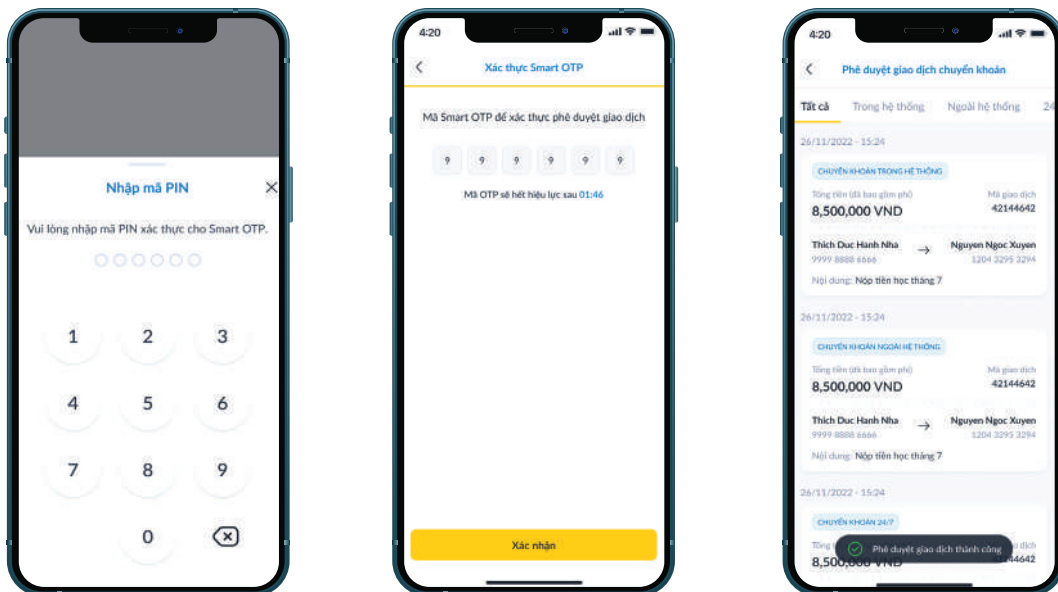 Nhập mã PIN
Vui lòng nhập mã PIN xác thực cho Smart OTP.
1 2 3
4 5 6
7 8 9
0
4:20
Xác thực Smart OTP
Mã Smart OTP để xác thực phê duyệt giao dịch
9 9 9 9 9 9
Mã OTP sẽ hết hiệu lực sau 01:46
Xác nhận
4:20
Phê duyệt giao dịch chuyển khoản
Tất cả Trong hệ thống Ngoài hệ thống 24
26/11/2022 - 15:24
CHUYỂN KHOẢN TRONG HỆ THỐNG
Tổng tiền (đã bao gồm phí) Mã giao dịch
8,500,000 VND 42144642
Thich Duc Hanh Nha → Nguyen Ngoc Xuyen
9999 8888 6666 1204 3295 3294
Nội dung: Nộp tiền học tháng 7
26/11/2022 - 15:24
CHUYỂN KHOẢN NGOÀI HỆ THỐNG
Tổng tiền (đã bao gồm phí) Mã giao dịch
8,500,000 VND 42144642
Thich Duc Hanh Nha → Nguyen Ngoc Xuyen
9999 8888 6666 1204 3295 3294
Nội dung: Nộp tiền học tháng 7
26/11/2022 - 15:24
CHUYỂN KHOẢN 24/7
Tổng dịch
Phê duyệt giao dịch thành công
8,500,000 VND 42144642